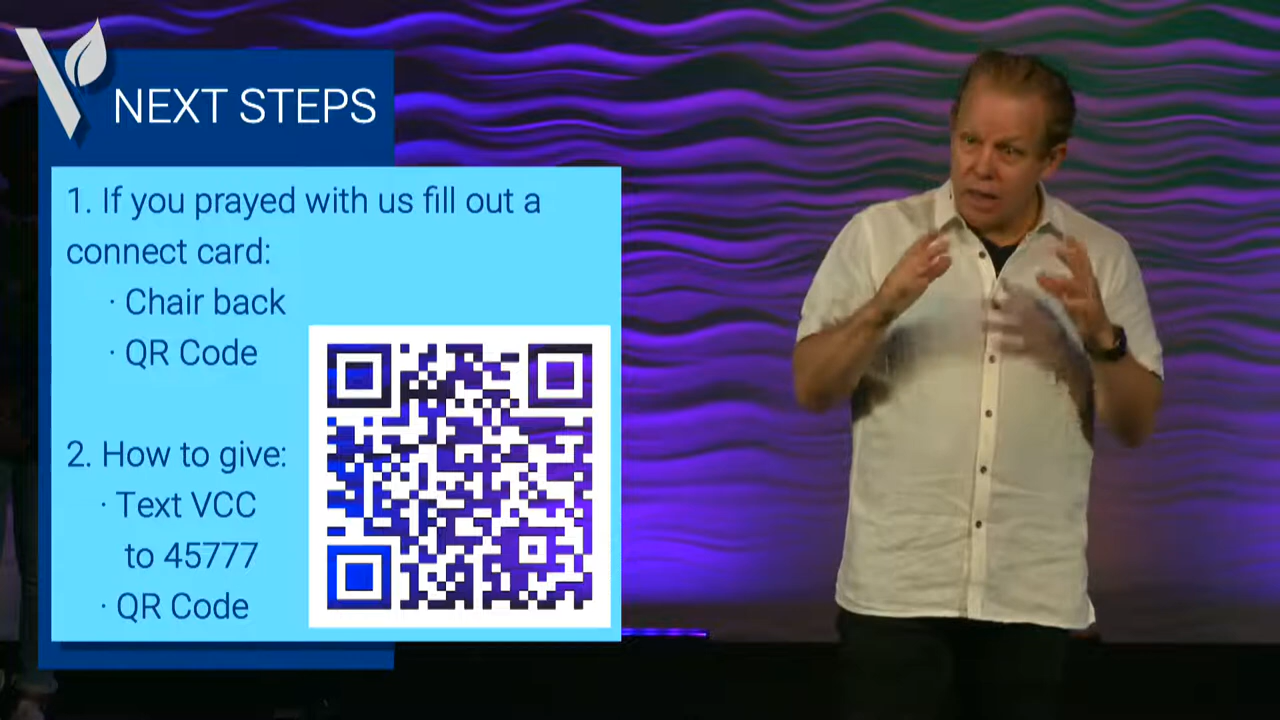 NEXT STEPS
1. If you prayed with us fill out a
connect card:
· Chair back
· QR Code
2. How to give:
· Text VCC
to 45777
· QR Code